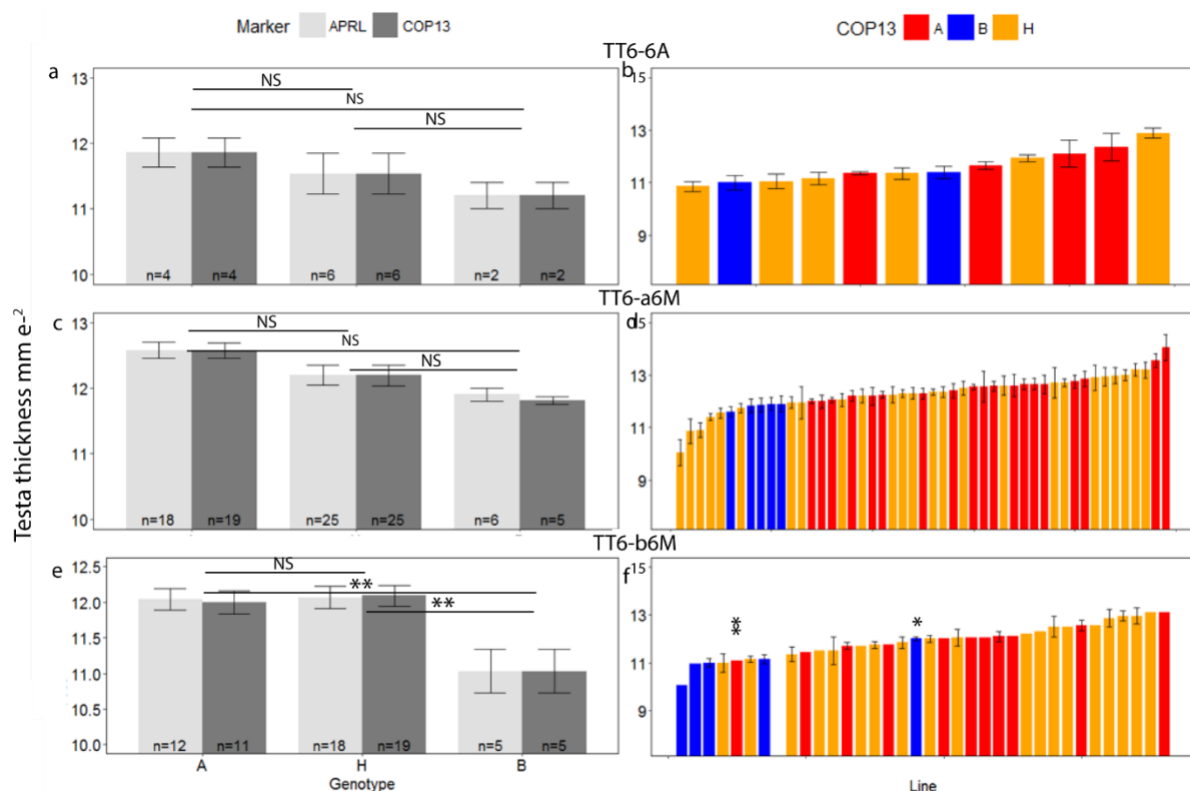 Marker APRL COP13
COP13 A B H
TT6-6A
a
b
13
12
11
10
NS
NS
NS
n=4 n=4 n=6 n=6 n=2 n=2
15
13
11
9
TT6-a6M
c
d
13
12
11
10
NS
NS
NS
n=18 n=19 n=25 n=25 n=6 n=5
15
13
11
9
Testa thickness mm e-²
TT6-b6M
e
f
12.5
12.0
11.5
11.0
10.5
10.0
NS
**
**
n=12 n=11 n=18 n=19 n=5 n=5
A H B
Genotype
15
13
11
9
**
*
Line